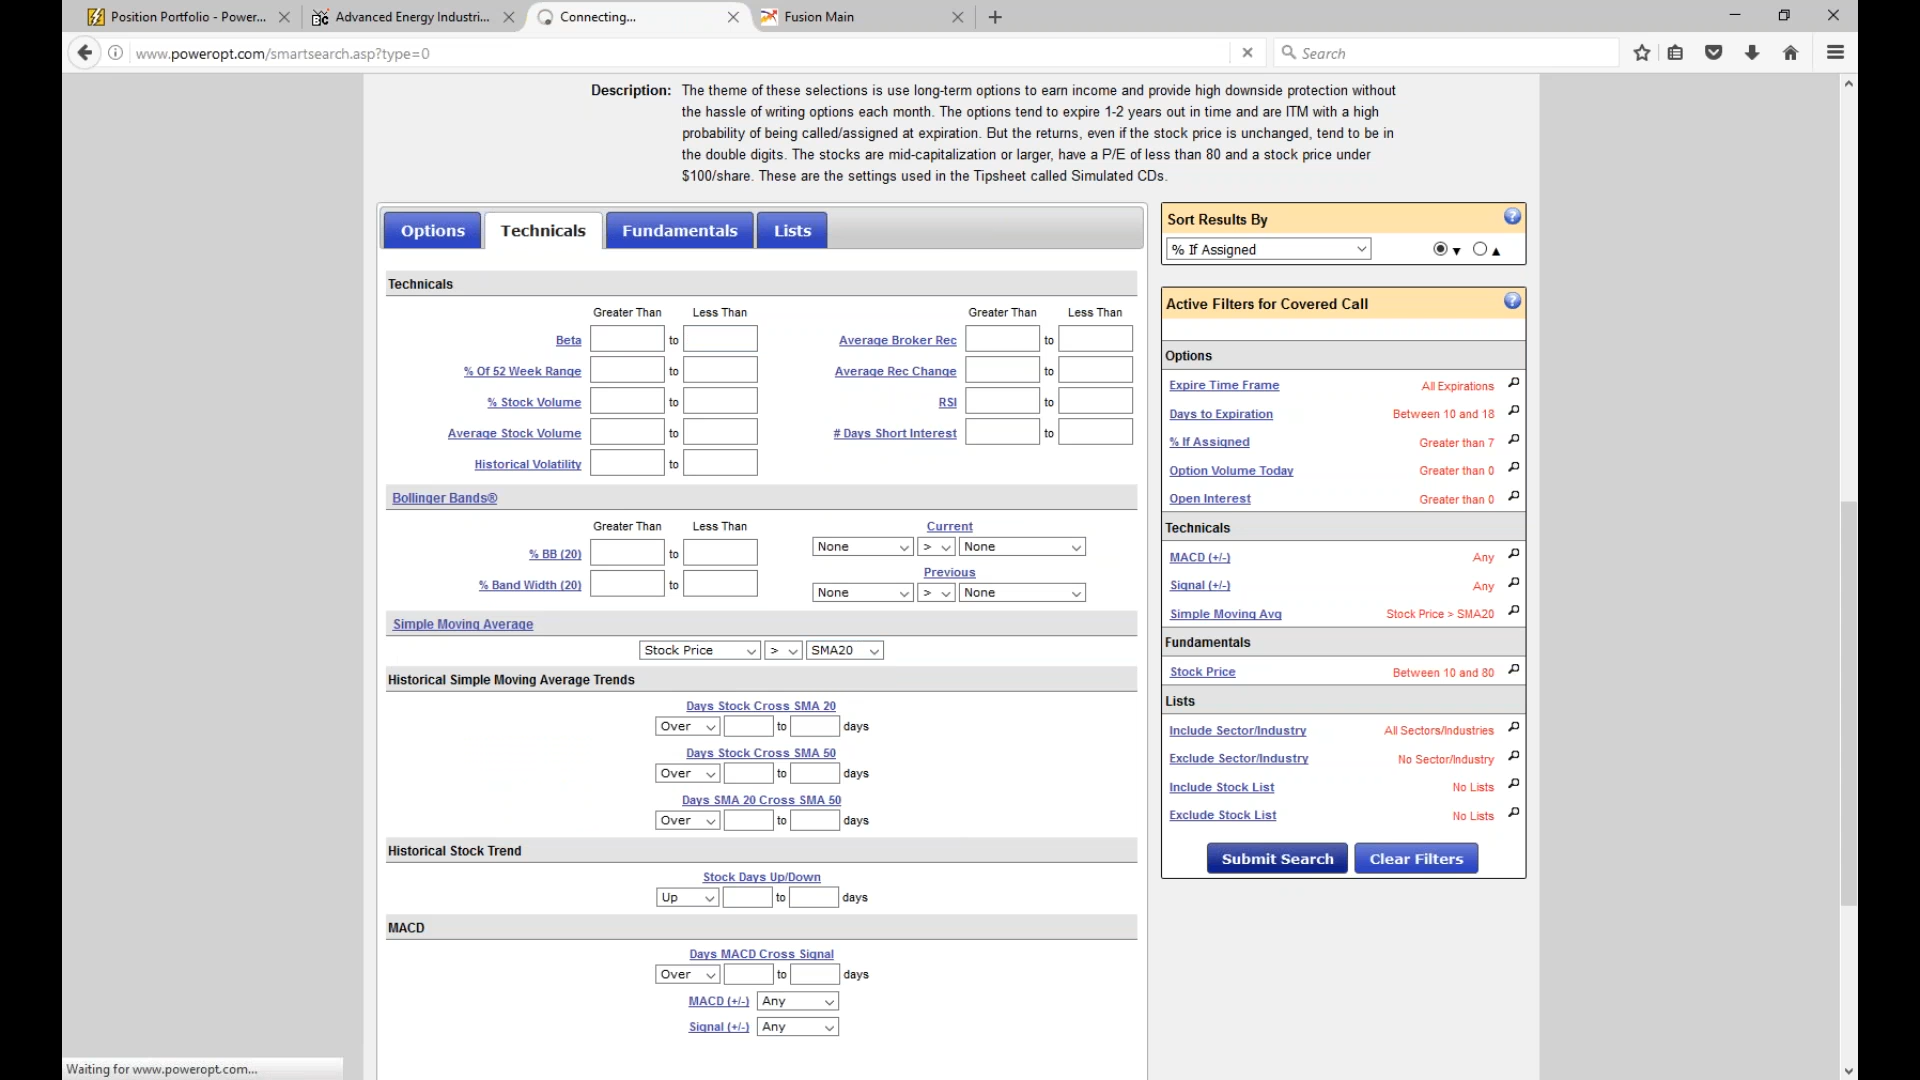 Position Portfolio - Power...
Advanced Energy Industri...
Connecting...
Fusion Main
www.poweropt.com/smartsearch.asp?type=0
Search
Description: The theme of these selections is use long-term options to earn income and provide high downside protection without
the hassle of writing options each month. The options tend to expire 1-2 years out in time and are ITM with a high
probability of being called/assigned at expiration. But the returns, even if the stock price is unchanged, tend to be in
the double digits. The stocks are mid-capitalization or larger, have a P/E of less than 80 and a stock price under
$100/share. These are the settings used in the Tipsheet called Simulated CDs.
Options Technicals Fundamentals Lists
Technicals
Greater Than Less Than Greater Than Less Than
Beta to Average Broker Rec to
% Of 52 Week Range to Average Rec Change to
% Stock Volume to RSI to
Average Stock Volume to # Days Short Interest to
Historical Volatility to
Bollinger Bands®
Greater Than Less Than Current
% BB (20) to None > None
Previous
% Band Width (20) to None > None
Simple Moving Average
Stock Price > SMA20
Historical Simple Moving Average Trends
Days Stock Cross SMA 20
Over to days
Days Stock Cross SMA 50
Over to days
Days SMA 20 Cross SMA 50
Over to days
Historical Stock Trend
Stock Days Up/Down
Up to days
MACD
Days MACD Cross Signal
Over to days
MACD (+/-) Any
Signal (+/-) Any
Sort Results By ?
% If Assigned ▼ ▲
Active Filters for Covered Call ?
Options
Expire Time Frame All Expirations
Days to Expiration Between 10 and 18
% If Assigned Greater than 7
Option Volume Today Greater than 0
Open Interest Greater than 0
Technicals
MACD (+/-) Any
Signal (+/-) Any
Simple Moving Avg Stock Price > SMA20
Fundamentals
Stock Price Between 10 and 80
Lists
Include Sector/Industry All Sectors/Industries
Exclude Sector/Industry No Sector/Industry
Include Stock List No Lists
Exclude Stock List No Lists
Submit Search Clear Filters
Waiting for www.poweropt.com...